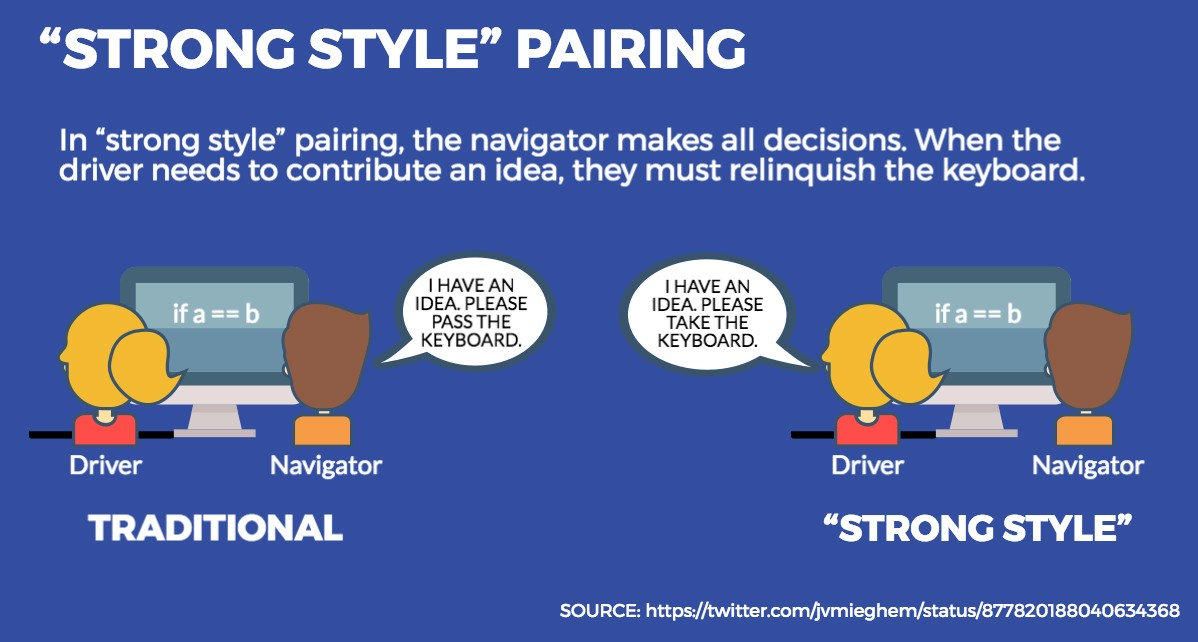 “STRONG STYLE” PAIRING
In “strong style” pairing, the navigator makes all decisions. When the
driver needs to contribute an idea, they must relinquish the keyboard.
if a == b
I HAVE AN
IDEA. PLEASE
PASS THE
KEYBOARD.
Driver
Navigator
TRADITIONAL
I HAVE AN
IDEA. PLEASE
TAKE THE
KEYBOARD.
if a == b
Driver
Navigator
“STRONG STYLE”
SOURCE: https://twitter.com/jvmieghem/status/877820188040634368